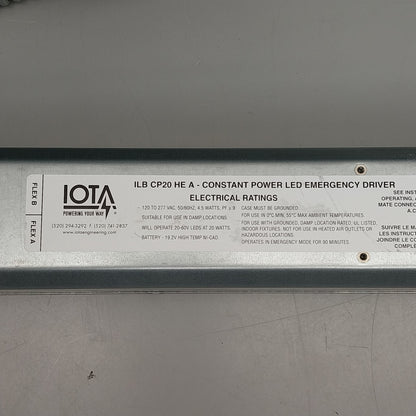 FLEX B
FLEX A
IOTA
POWERING YOUR WAY
(520) 294-3292 f. (520) 741-2837
www.iotaengineering.com
ILB CP20 HE A - CONSTANT POWER LED EMERGENCY DRIVER
ELECTRICAL RATINGS
- 120 TO 277 VAC, 50/60HZ, 4.5 WATTS, PF ≥.9
SUITABLE FOR USE IN DAMP LOCATIONS.
WILL OPERATE 20-60V LEDS AT 20 WATTS.
BATTERY - 19.2V HIGH TEMP NI-CAD
CASE MUST BE GROUNDED.
FOR USE IN 0°C MIN, 55°C MAX AMBIENT TEMPERATURES.
FOR USE WITH GROUNDED, DAMP LOCATION RATED, UL LISTED,
INDOOR FIXTURES. NOT FOR USE IN HEATED AIR OUTLETS OR
HAZARDOUS LOCATIONS.
OPERATES IN EMERGENCY MODE FOR 90 MINUTES.
SEE INST
OPERATING,
MATE CONNEC
A.C
SUIVRE LE MA
LES INSTRUCTI
JOINDRE LE CO
COMPLE